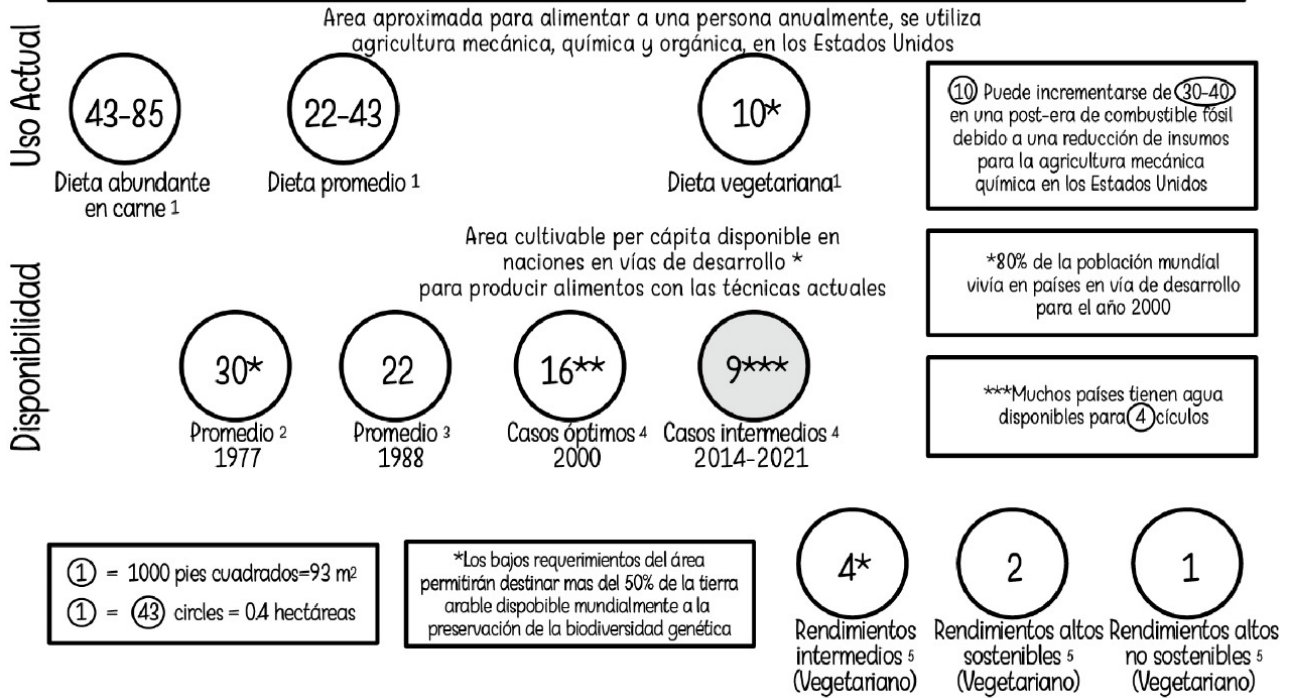 Area aproximada para alimentar a una persona anualmente, se utiliza
agricultura mecánica, química y orgánica, en los Estados Unidos
Uso Actual
43-85
Dieta abundante
en carne 1
22-43
Dieta promedio 1
10*
Dieta vegetariana1
10 Puede incrementarse de 30-40
en una post-era de combustible fósil
debido a una reducción de insumos
para la agricultura mecánica
química en los Estados Unidos
Disponibilidad
Area cultivable per cápita disponible en
naciones en vías de desarrollo *
para producir alimentos con las técnicas actuales
30*
Promedio 2
1977
22
Promedio 3
1988
16**
Casos óptimos 4
2000
9***
Casos intermedios 4
2014-2021
*80% de la población mundíal
vivía en países en vía de desarrollo
para el año 2000
***Muchos países tienen agua
disponibles para 4 cículos
1 = 1000 pies cuadrados=93 m2
1 = 43 circles = 0.4 hectáreas
*Los bajos requerimientos del área
permitirán destinar mas del 50% de la tierra
arable dispobible mundialmente a la
preservación de la biodiversidad genética
4*
Rendimientos
intermedios 5
(Vegetariano)
2
Rendimientos altos
sostenibles 5
(Vegetariano)
1
Rendimientos altos
no sostenibles 5
(Vegetariano)